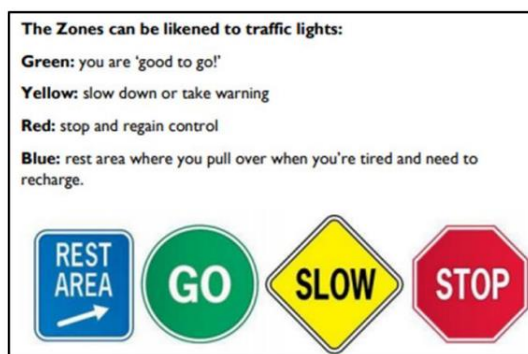 The Zones can be likened to traffic lights:
Green: you are ‘good to go!’
Yellow: slow down or take warning
Red: stop and regain control
Blue: rest area where you pull over when you’re tired and need to
recharge.
REST
AREA
GO
SLOW
STOP